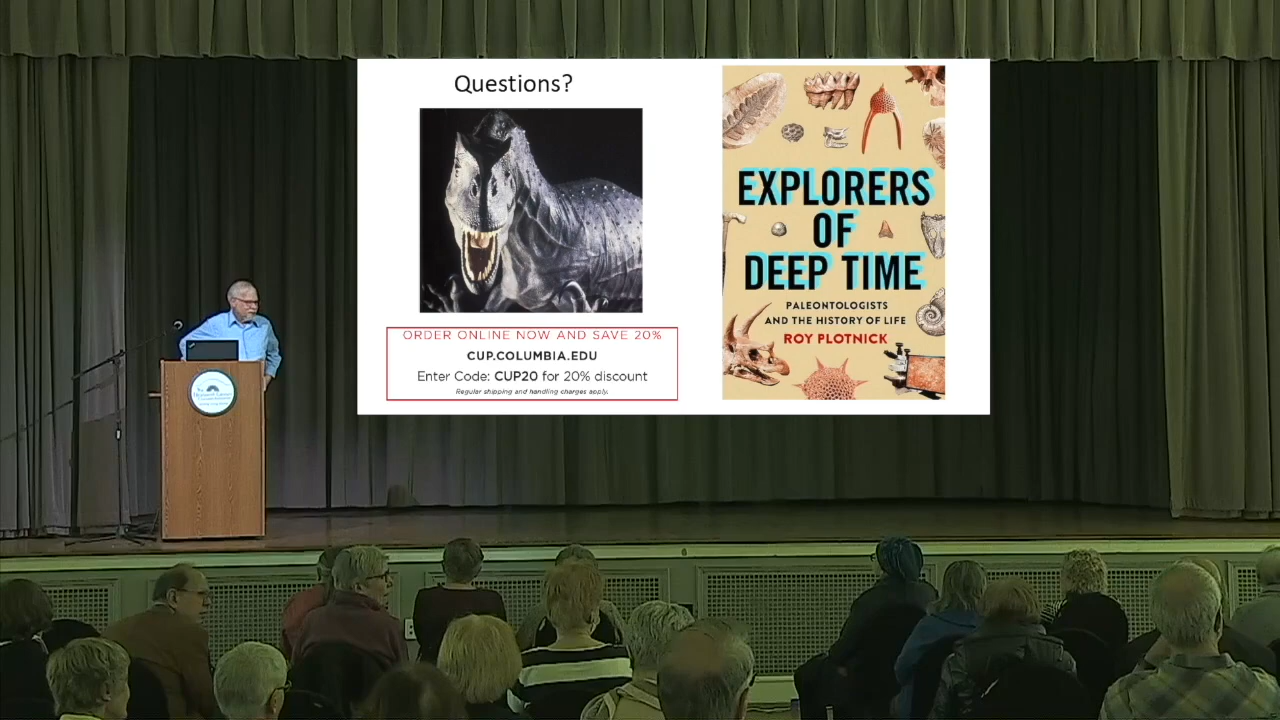 Questions?
ORDER ONLINE NOW AND SAVE 20%
CUP.COLUMBIA.EDU
Enter Code: CUP20 for 20% discount
Regular shipping and handling charges apply.
EXPLORERS
OF
DEEP TIME
PALEONTOLOGISTS
AND THE HISTORY OF LIFE
ROY PLOTNICK